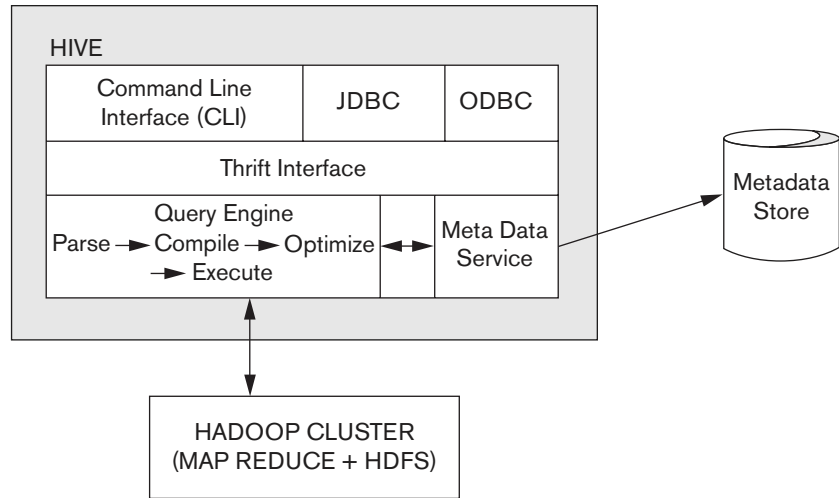 HIVE
Command Line
Interface (CLI)
JDBC
ODBC
Thrift Interface
Query Engine
Parse Compile Optimize
Execute
Meta Data
Service
Metadata
Store
HADOOP CLUSTER
(MAP REDUCE + HDFS)